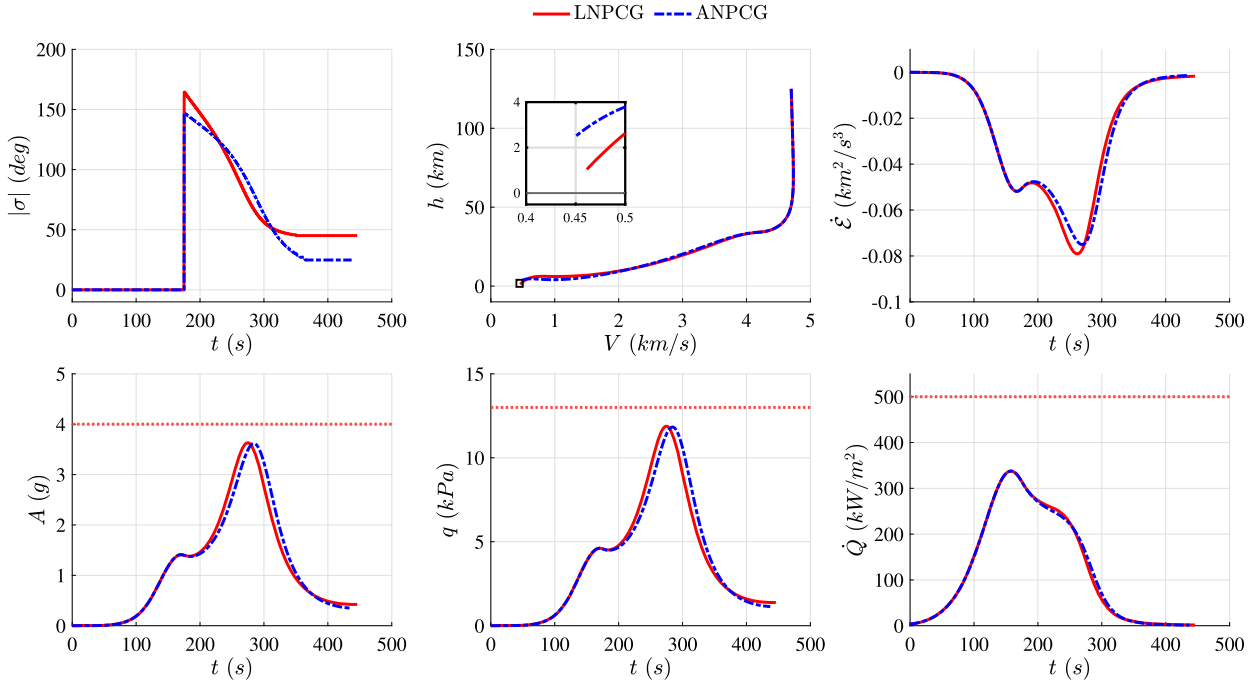 LNPCG ANPCG
200
150
100
50
0
0 100 200 300 400 500
|σ| (deg)
t (s)
150
100
50
0
0 1 2 3 4 5
h (km)
V (km/s)
4
2
0
0.4 0.45 0.5
0
-0.02
-0.04
-0.06
-0.08
-0.1
0 100 200 300 400 500
Ė (km²/s³)
t (s)
5
4
3
2
1
0
0 100 200 300 400 500
A (g)
t (s)
15
10
5
0
0 100 200 300 400 500
q (kPa)
t (s)
500
400
300
200
100
0
0 100 200 300 400 500
Q̇ (kW/m²)
t (s)